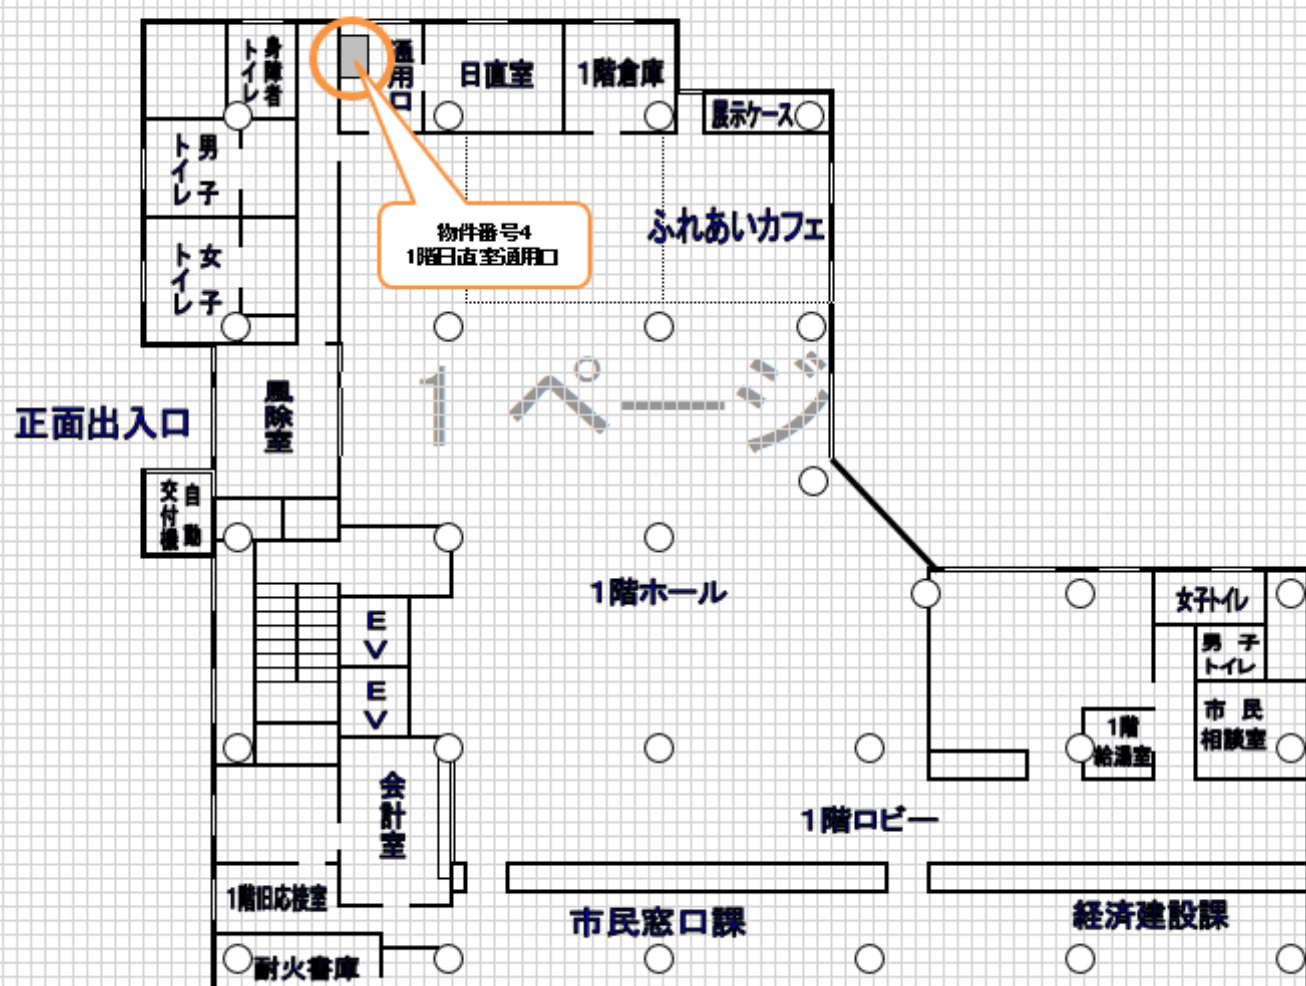 身障者
トイレ
通用口
日直室
1階倉庫
展示ケース
男子
トイレ
物件番号4
1階日直室通用口
ふれあいカフェ
女子
トイレ
1ページ
風除室
正面出入口
自動
交付機
1階ホール
EV
EV
女子トイレ
男子
トイレ
市民
相談室
1階
給湯室
会計室
1階ロビー
1階旧応接室
市民窓口課
経済建設課
耐火書庫